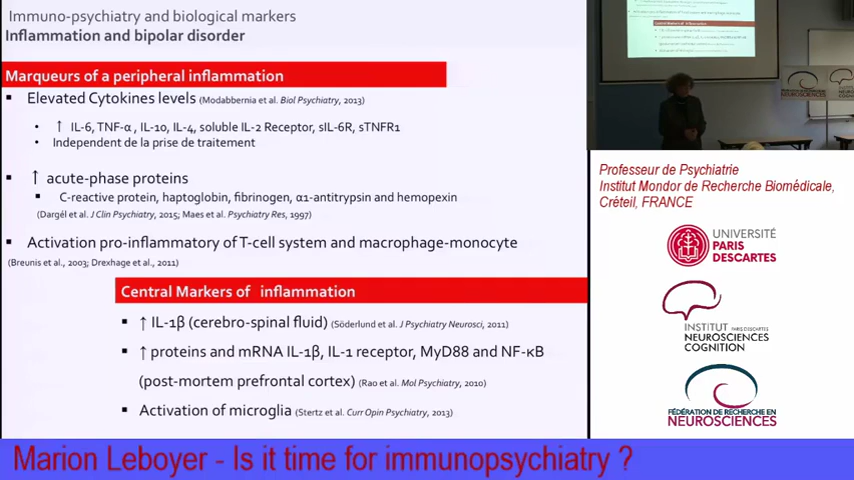 Immuno-psychiatry and biological markers
Inflammation and bipolar disorder
Marqueurs of a peripheral inflammation
▪ Elevated Cytokines levels (Modabbernia et al. Biol Psychiatry, 2013)
• ↑ IL-6, TNF-α , IL-10, IL-4, soluble IL-2 Receptor, sIL-6R, sTNFR1
• Independent de la prise de traitement
▪ ↑ acute-phase proteins
▪ C-reactive protein, haptoglobin, fibrinogen, α1-antitrypsin and hemopexin
(Dargél et al. J Clin Psychiatry, 2015; Maes et al. Psychiatry Res, 1997)
▪ Activation pro-inflammatory of T-cell system and macrophage-monocyte
(Breunis et al., 2003; Drexhage et al., 2011)
Central Markers of inflammation
▪ ↑ IL-1β (cerebro-spinal fluid) (Söderlund et al. J Psychiatry Neurosci, 2011)
▪ ↑ proteins and mRNA IL-1β, IL-1 receptor, MyD88 and NF-κB
(post-mortem prefrontal cortex) (Rao et al. Mol Psychiatry, 2010)
▪ Activation of microglia (Stertz et al. Curr Opin Psychiatry, 2013)
NEUROSCIENCES
COGNITION
Professeur de Psychiatrie
Institut Mondor de Recherche Biomédicale,
Créteil, FRANCE
UNIVERSITÉ
PARIS
DESCARTES
INSTITUT PARIS DESCARTES
NEUROSCIENCES
COGNITION
FÉDÉRATION DE RECHERCHE EN
NEUROSCIENCES
Marion Leboyer - Is it time for immunopsychiatry ?